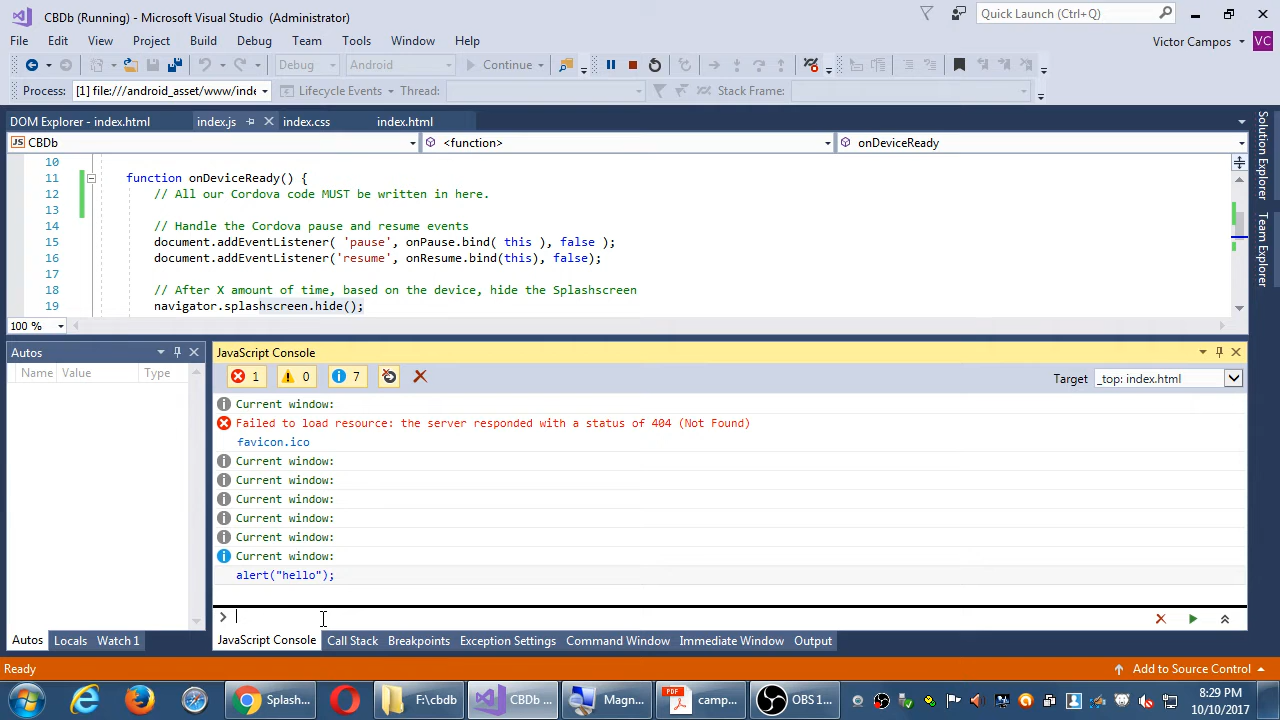 CBDb (Running) - Microsoft Visual Studio (Administrator)
Quick Launch (Ctrl+Q)
File Edit View Project Build Debug Team Tools Window Help
Victor Campos VC
Debug Android Continue
Process: [1] file:///android_asset/www/inde Lifecycle Events Thread: Stack Frame:
DOM Explorer - index.html index.js index.css index.html
JS CBDb <function> onDeviceReady
10
11 function onDeviceReady() {
12 // All our Cordova code MUST be written in here.
13
14 // Handle the Cordova pause and resume events
15 document.addEventListener( 'pause', onPause.bind( this ), false );
16 document.addEventListener('resume', onResume.bind(this), false);
17
18 // After X amount of time, based on the device, hide the Splashscreen
19 navigator.splashscreen.hide();
100 %
Solution Explorer
Team Explorer
Autos
Name Value Type
Autos Locals Watch 1
JavaScript Console
1 0 7
Target _top: index.html
Current window:
Failed to load resource: the server responded with a status of 404 (Not Found)
favicon.ico
Current window:
Current window:
Current window:
Current window:
Current window:
Current window:
alert("hello");
JavaScript Console Call Stack Breakpoints Exception Settings Command Window Immediate Window Output
Ready
Add to Source Control
Splash... F:\cbdb CBDb ... Magn... PDF camp... OBS 1...
8:29 PM
10/10/2017